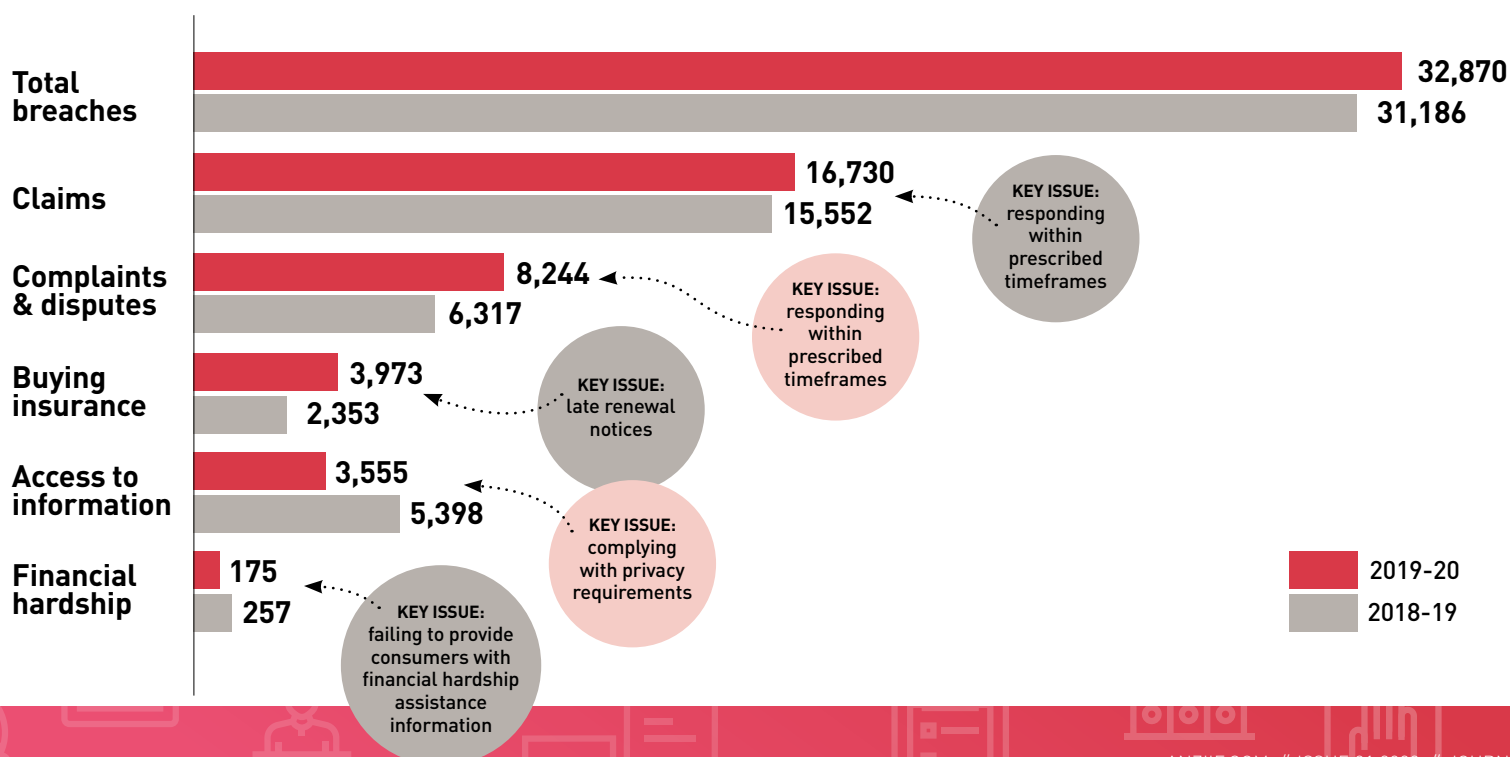 Total
breaches
32,870
31,186
Claims
16,730
15,552
KEY ISSUE:
responding
within
prescribed
timeframes
Complaints
& disputes
8,244
6,317
KEY ISSUE:
responding
within
prescribed
timeframes
Buying
insurance
3,973
2,353
KEY ISSUE:
late renewal
notices
Access to
information
3,555
5,398
KEY ISSUE:
complying
with privacy
requirements
Financial
hardship
175
257
KEY ISSUE:
failing to provide
consumers with
financial hardship
assistance
information
2019-20
2018-19